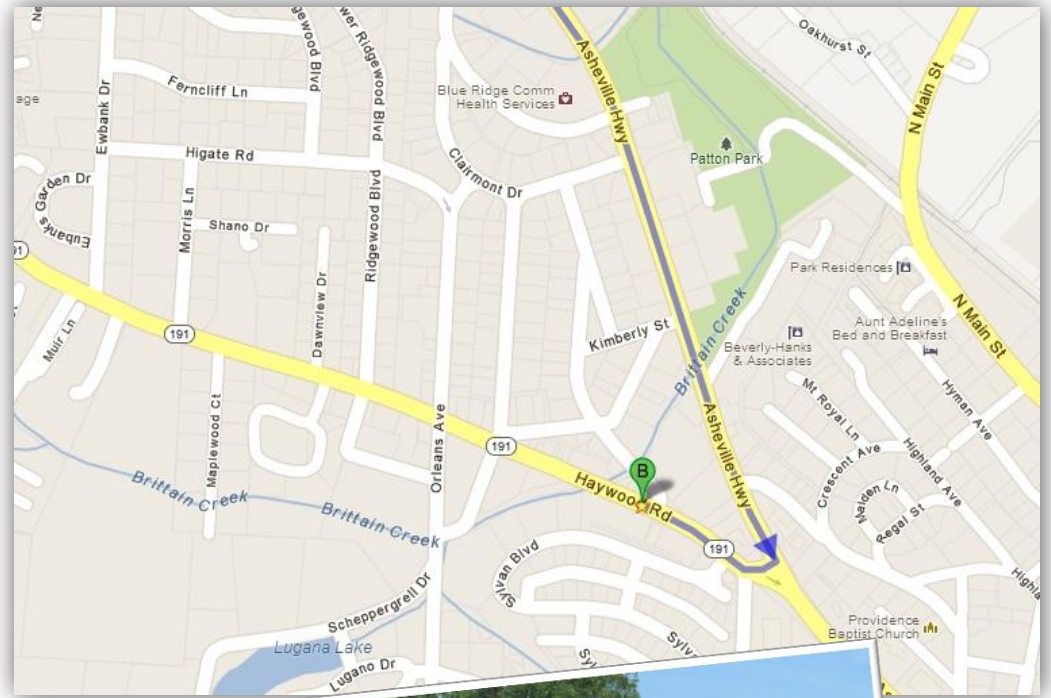 Oakhurst St
Asheville Hwy
N Main St
Blue Ridge Comm
Health Services
Ferncliff Ln
Ewbank Dr
Ridgewood Blvd
Patton Park
Higate Rd
Clairmont Dr
Garden Dr
Eubanks
Morris Ln
Shano Dr
Ridgewood Blvd
Park Residences
191
Dawnview Dr
Muir Ln
Kimberly St
Brittain Creek
Beverly-Hanks
& Associates
Aunt Adeline's
Bed and Breakfast
N Main St
Hyman Ave
Mt Royal Ln
Highland Ave
Crescent Ave
Malden Ln
Regal St
Asheville Hwy
Maplewood Ct
Orleans Ave
191
B
Haywood Rd
191
Brittain Creek
Brittain Creek
Sylvan Blvd
Scheppergrell Dr
Lugana Lake
Lugano Dr
Providence
Baptist Church